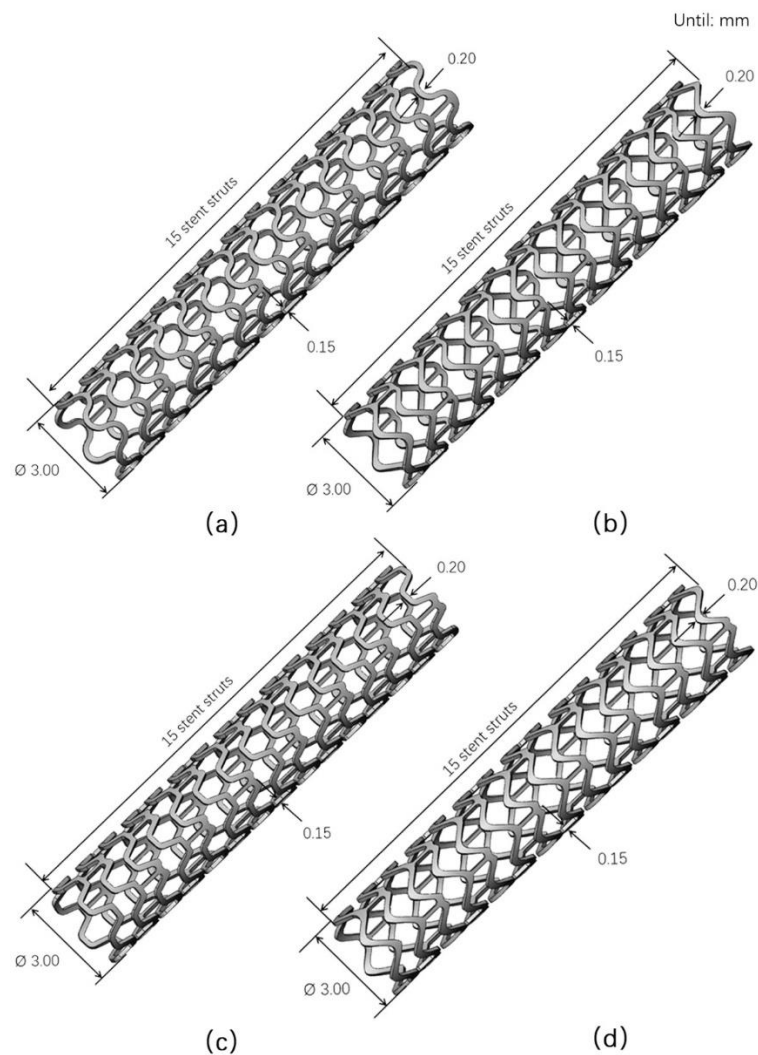 Until: mm
0.20
15 stent struts
0.15
Ø 3.00
(a)
0.20
15 stent struts
0.15
Ø 3.00
(b)
0.20
15 stent struts
0.15
Ø 3.00
(c)
0.20
15 stent struts
0.15
Ø 3.00
(d)